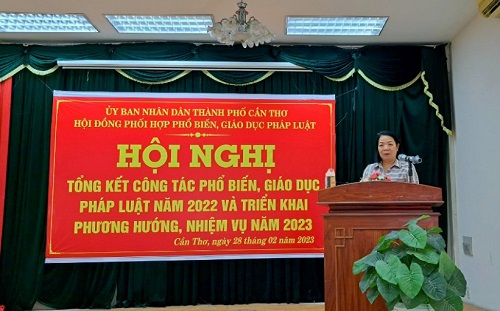 ỦY BAN NHÂN DÂN THÀNH PHỐ CẦN THƠ
HỘI ĐỒNG PHỐI HỢP PHỔ BIẾN, GIÁO DỤC PHÁP LUẬT
HỘI NGHỊ
TỔNG KẾT CÔNG TÁC PHỔ BIẾN, GIÁO DỤC
PHÁP LUẬT NĂM 2022 VÀ TRIỂN KHAI
PHƯƠNG HƯỚNG, NHIỆM VỤ NĂM 2023
Cần Thơ, ngày 28 tháng 02 năm 2023